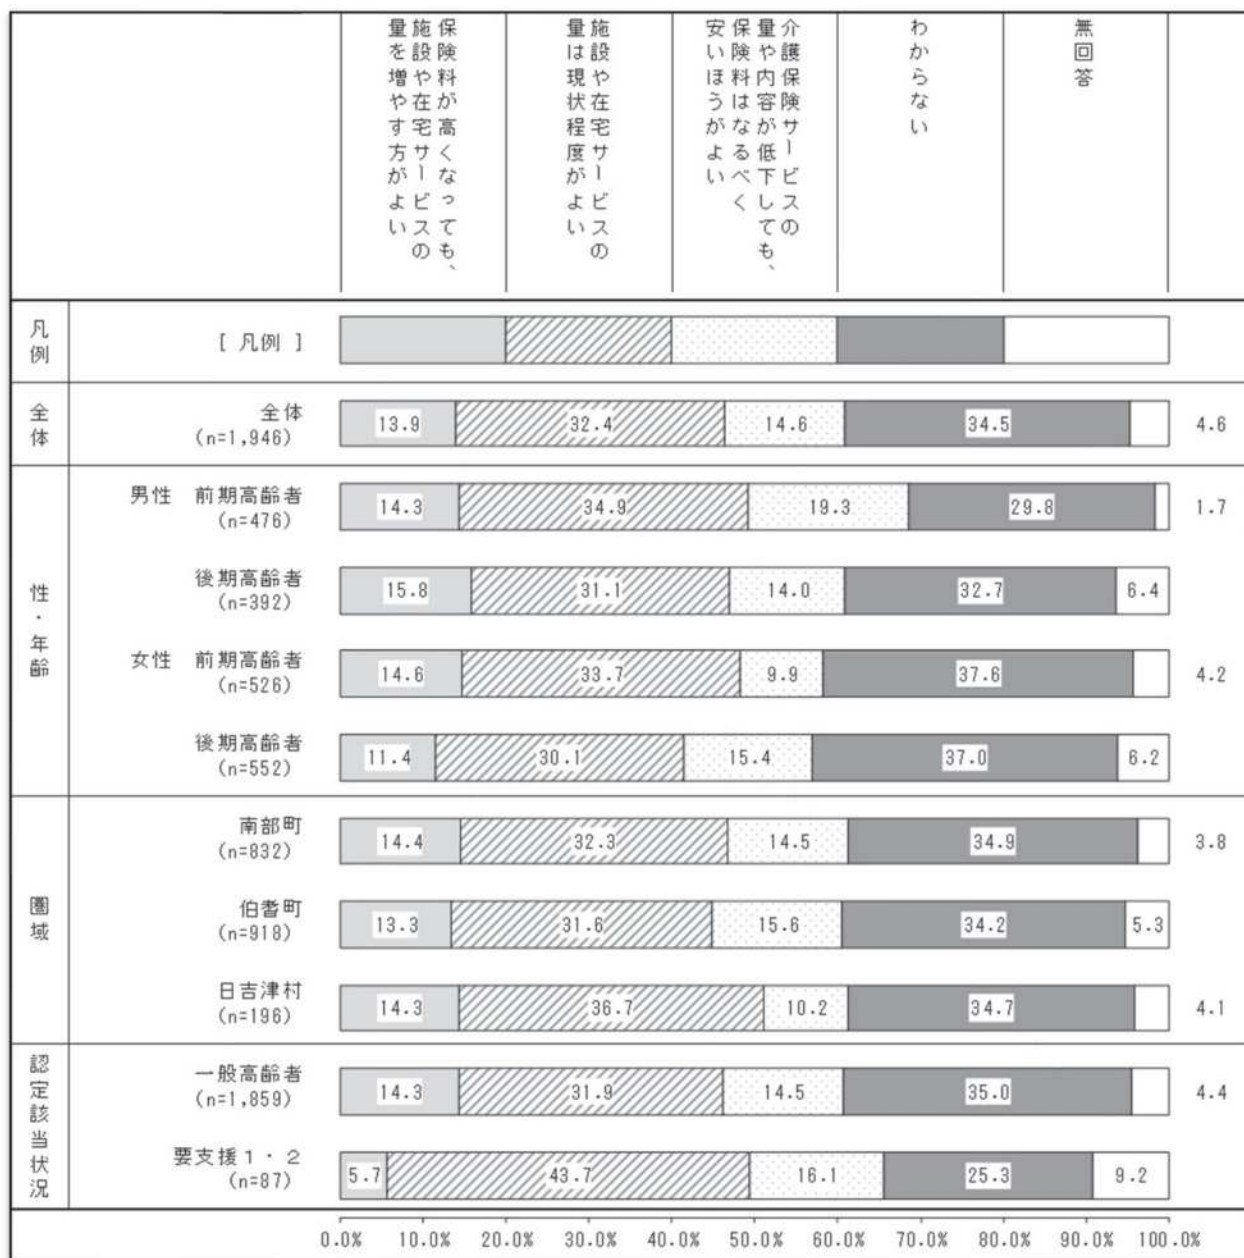 保険料が高くなっても、
施設や在宅サービスの
量を増やす方がよい
施設や在宅サービスの
量は現状程度がよい
介護保険サービスの
量や内容が低下しても、
保険料はなるべく
安いほうがよい
わからない
無回答
凡例
[ 凡例 ]
全体
全体
(n=1,946)
13.9 32.4 14.6 34.5 4.6
性・年齢
男性 前期高齢者
(n=476)
14.3 34.9 19.3 29.8 1.7
後期高齢者
(n=392)
15.8 31.1 14.0 32.7 6.4
女性 前期高齢者
(n=526)
14.6 33.7 9.9 37.6 4.2
後期高齢者
(n=552)
11.4 30.1 15.4 37.0 6.2
圏域
南部町
(n=832)
14.4 32.3 14.5 34.9 3.8
伯耆町
(n=918)
13.3 31.6 15.6 34.2 5.3
日吉津村
(n=196)
14.3 36.7 10.2 34.7 4.1
認定該当状況
一般高齢者
(n=1,859)
14.3 31.9 14.5 35.0 4.4
要支援1・2
(n=87)
5.7 43.7 16.1 25.3 9.2
0.0% 10.0% 20.0% 30.0% 40.0% 50.0% 60.0% 70.0% 80.0% 90.0% 100.0%